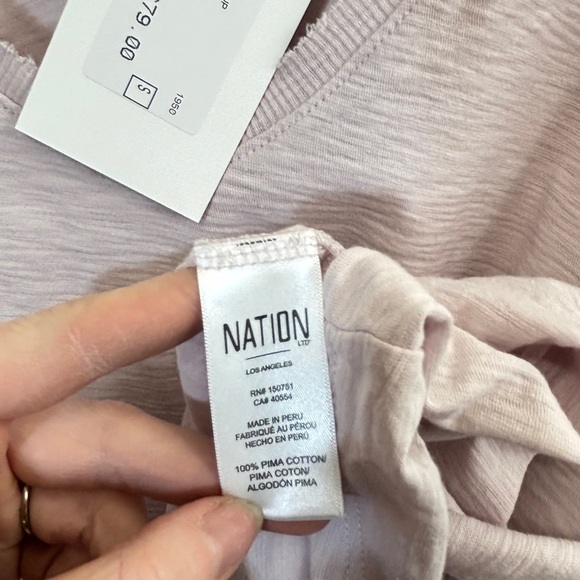 $79.00
S
1950
NATION
LTD
LOS ANGELES
RN# 150751
CA# 40554
MADE IN PERU
FABRIQUÉ AU PÉROU
HECHO EN PERÚ
100% PIMA COTTON/
PIMA COTON/
ALGODÓN PIMA